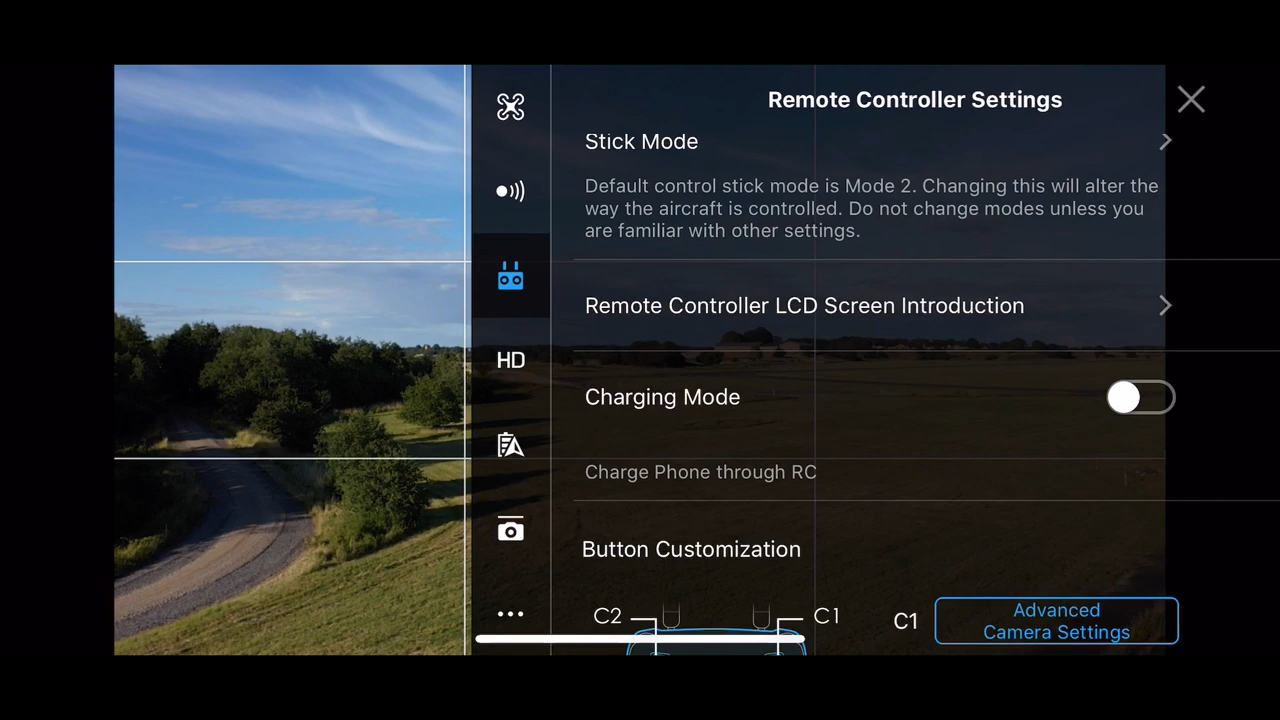 Remote Controller Settings
Stick Mode
Default control stick mode is Mode 2. Changing this will alter the
way the aircraft is controlled. Do not change modes unless you
are familiar with other settings.
Remote Controller LCD Screen Introduction
HD
Charging Mode
Charge Phone through RC
Button Customization
C2
C1
C1
Advanced
Camera Settings